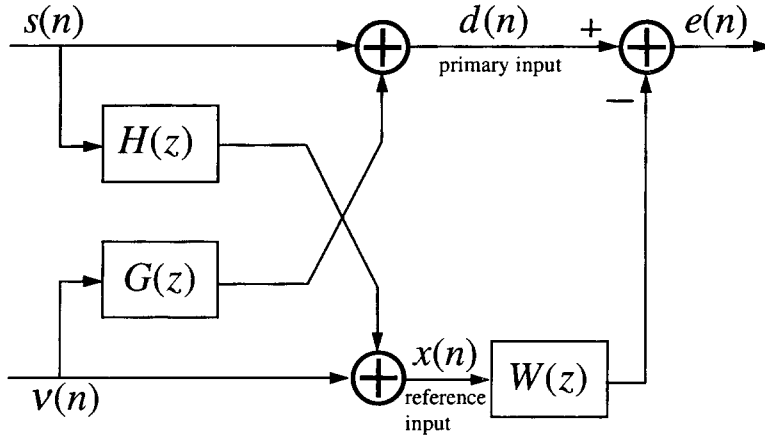 s(n)
d(n)
+
e(n)
primary input
−
H(z)
G(z)
x(n)
W(z)
ν(n)
reference
input